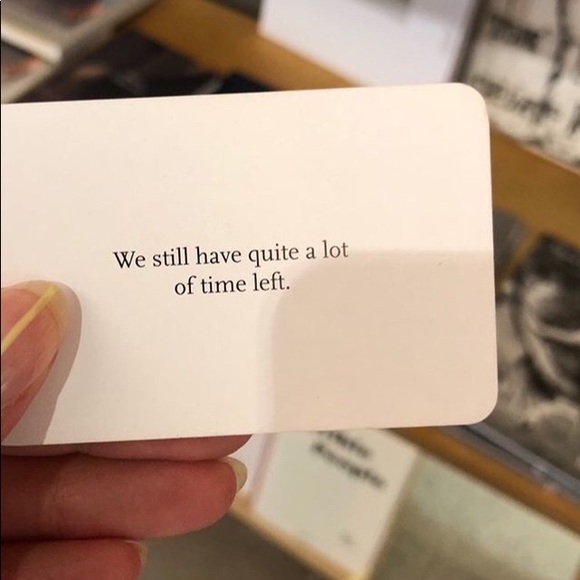 We still have quite a lot
of time left.